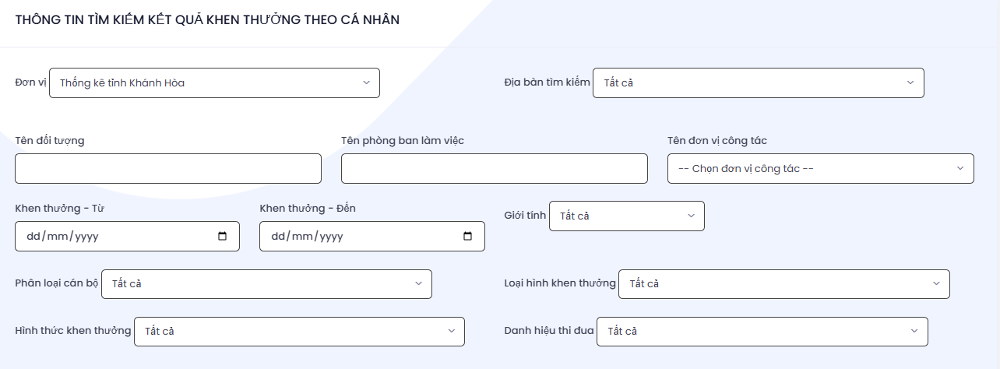 THÔNG TIN TÌM KIẾM KẾT QUẢ KHEN THƯỞNG THEO CÁ NHÂN
Đơn vị Thống kê tỉnh Khánh Hòa Địa bàn tìm kiếm Tất cả
Tên đối tượng Tên phòng ban làm việc Tên đơn vị công tác
-- Chọn đơn vị công tác --
Khen thưởng - Từ Khen thưởng - Đến Giới tính Tất cả
dd/mm/yyyy dd/mm/yyyy
Phân loại cán bộ Tất cả Loại hình khen thưởng Tất cả
Hình thức khen thưởng Tất cả Danh hiệu thi đua Tất cả